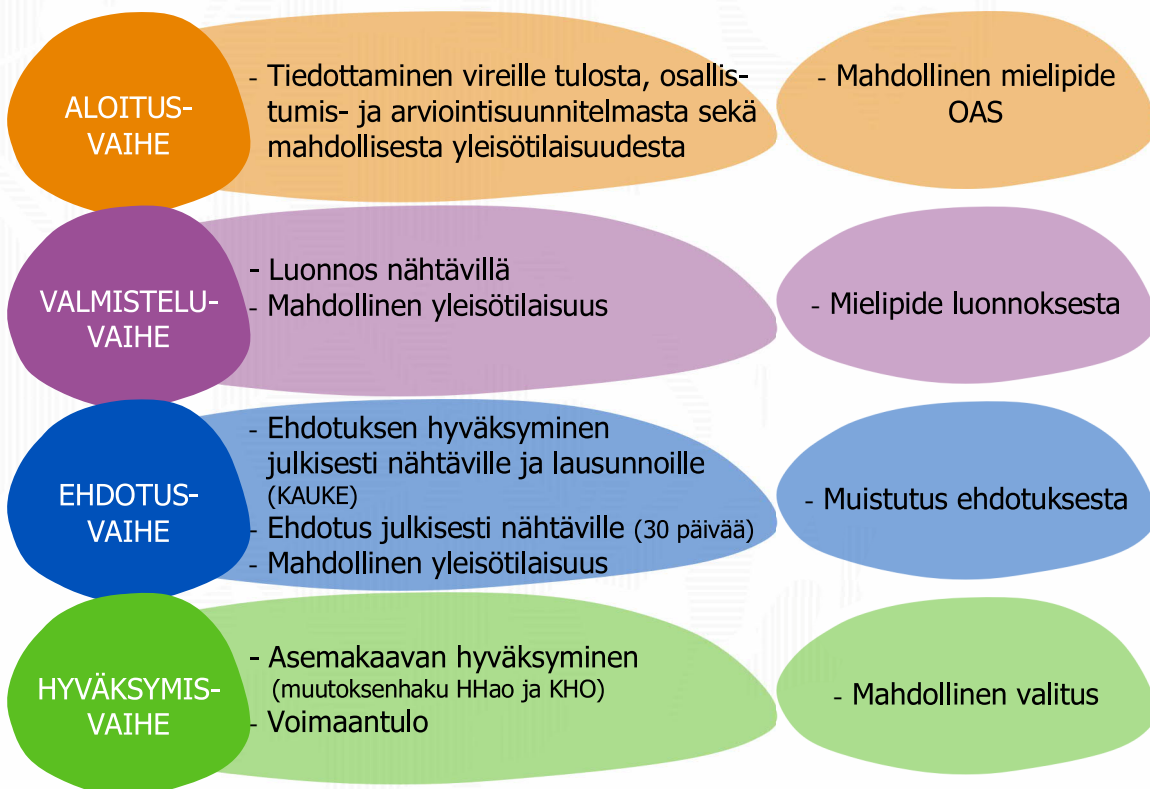 ALOITUS-
VAIHE
- Tiedottaminen vireille tulosta, osallis-
tumis- ja arviointisuunnitelmasta sekä
mahdollisesta yleisötilaisuudesta
- Mahdollinen mielipide
OAS
VALMISTELU-
VAIHE
- Luonnos nähtävillä
- Mahdollinen yleisötilaisuus
- Mielipide luonnoksesta
EHDOTUS-
VAIHE
- Ehdotuksen hyväksyminen
julkisesti nähtäville ja lausunnoille
(KAUKE)
- Ehdotus julkisesti nähtäville (30 päivää)
- Mahdollinen yleisötilaisuus
- Muistutus ehdotuksesta
HYVÄKSYMIS-
VAIHE
- Asemakaavan hyväksyminen
(muutoksenhaku HHao ja KHO)
- Voimaantulo
- Mahdollinen valitus